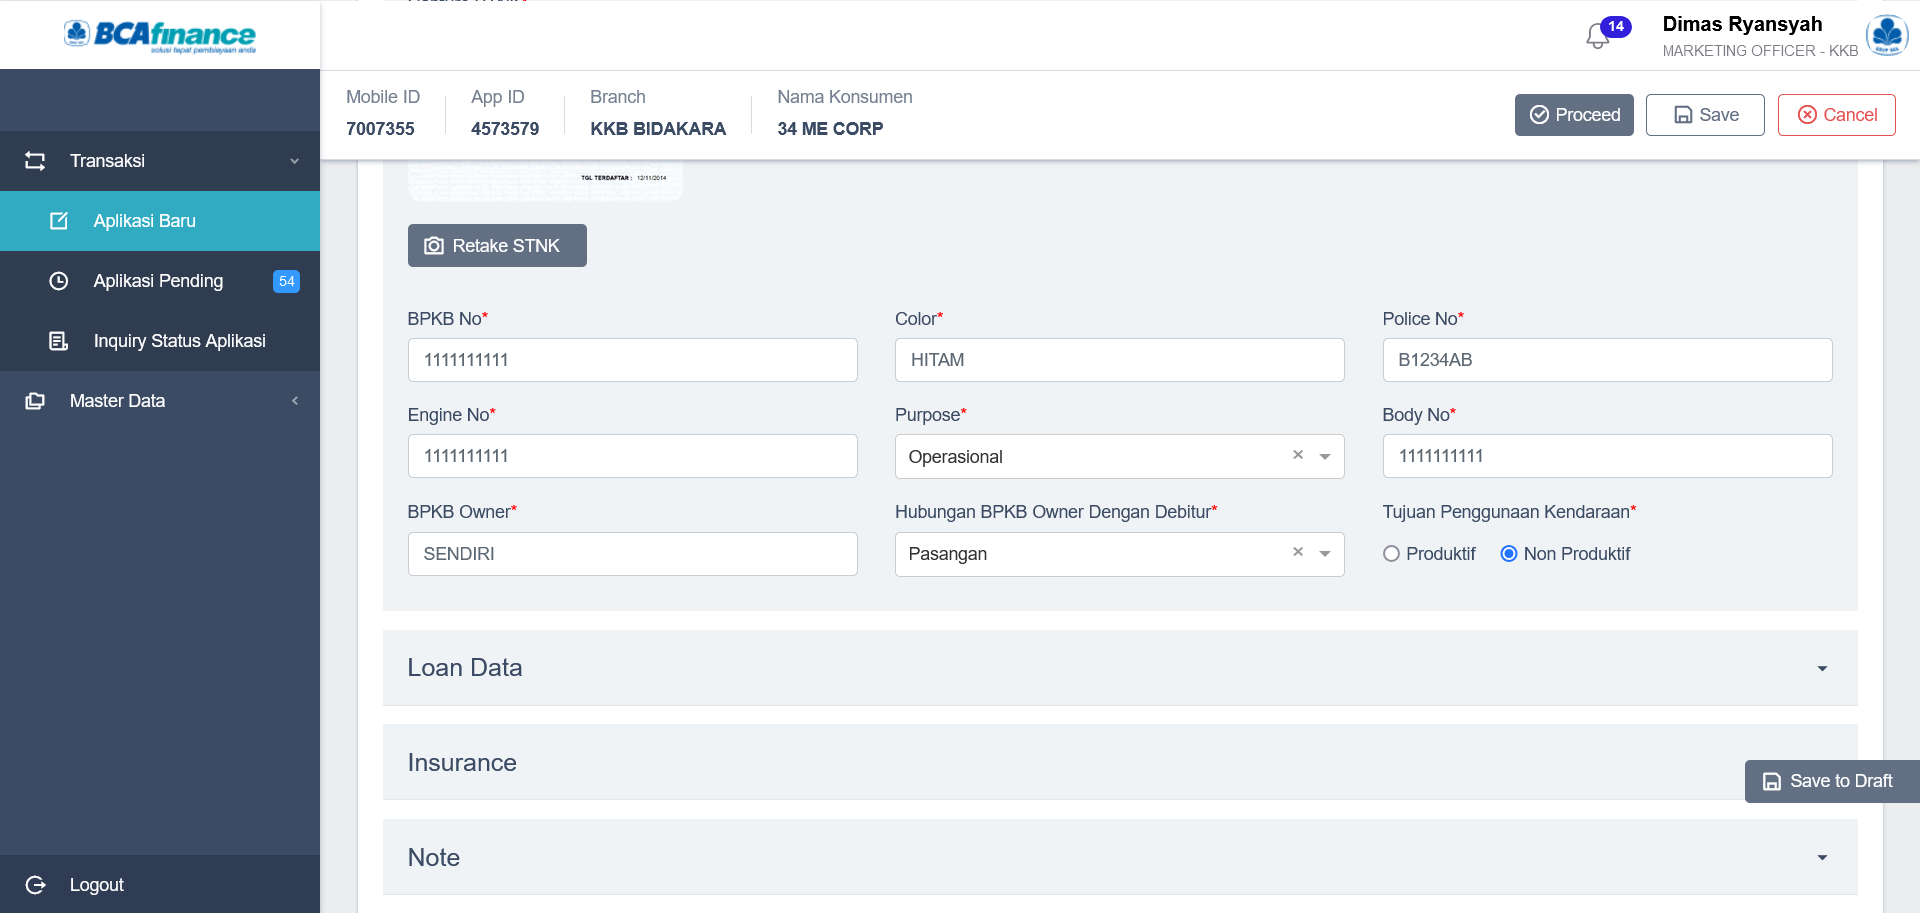 BCAfinance
solusi tepat pembiayaan anda
14
Dimas Ryansyah
MARKETING OFFICER - KKB
Mobile ID
7007355
App ID
4573579
Branch
KKB BIDAKARA
Nama Konsumen
34 ME CORP
Proceed
Save
Cancel
Transaksi
Aplikasi Baru
Aplikasi Pending
54
Inquiry Status Aplikasi
Master Data
Logout
TGL TERDAFTAR : 12/11/2014
Retake STNK
BPKB No*
1111111111
Color*
HITAM
Police No*
B1234AB
Engine No*
1111111111
Purpose*
Operasional
Body No*
1111111111
BPKB Owner*
SENDIRI
Hubungan BPKB Owner Dengan Debitur*
Pasangan
Tujuan Penggunaan Kendaraan*
Produktif
Non Produktif
Loan Data
Insurance
Save to Draft
Note